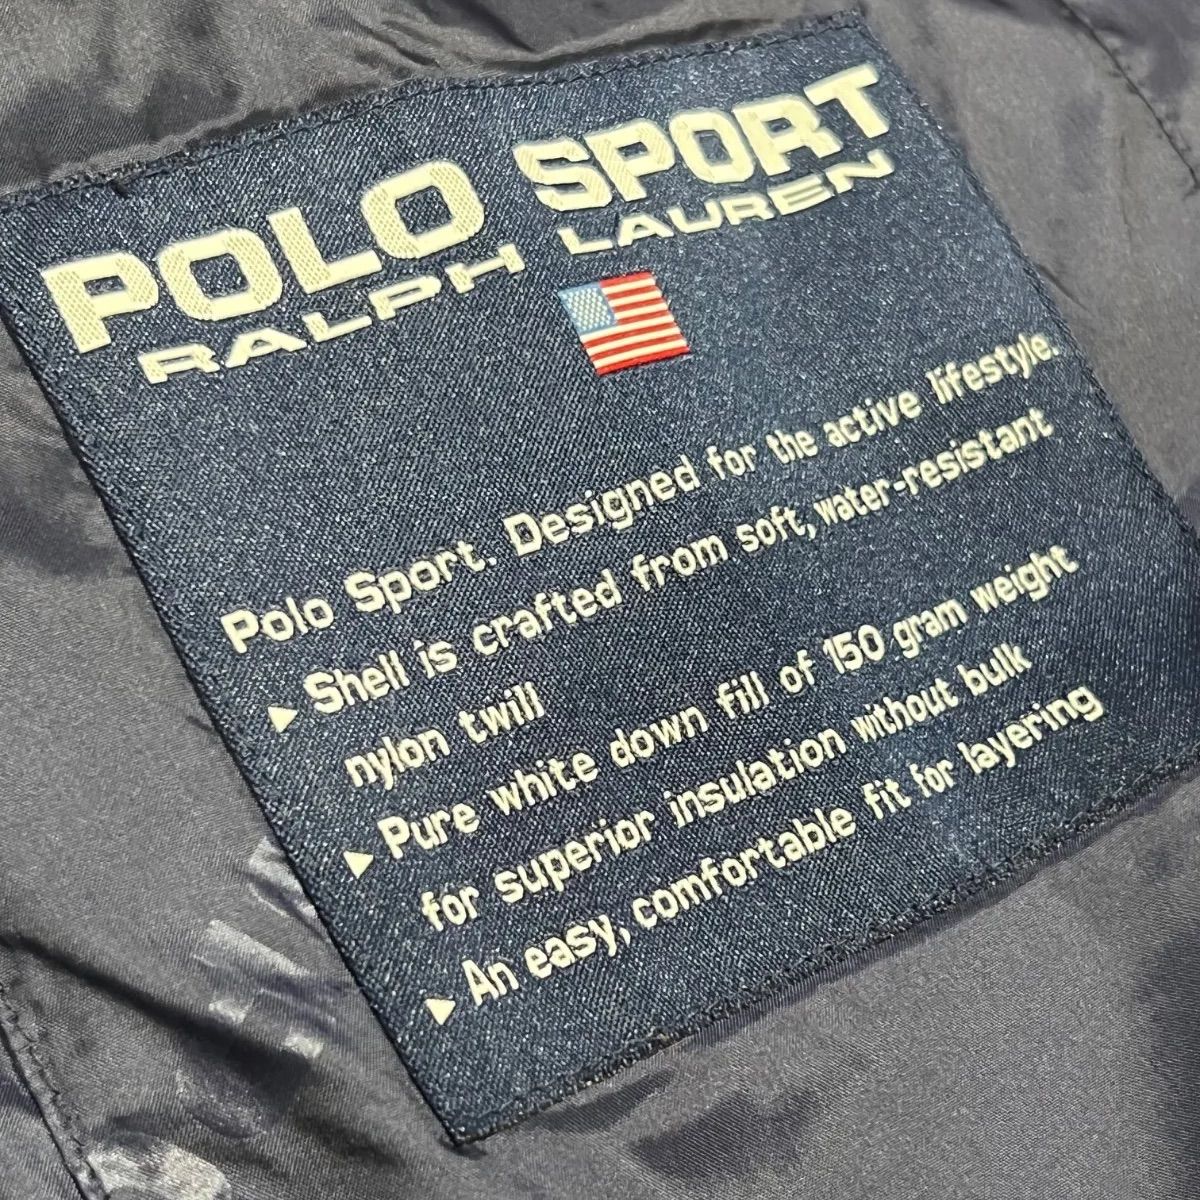 POLO SPORT
RALPH LAUREN
Polo Sport. Designed for the active lifestyle.
▶ Shell is crafted from soft, water-resistant
nylon twill
▶ Pure white down fill of 150 gram weight
for superior insulation without bulk
▶ An easy, comfortable fit for layering